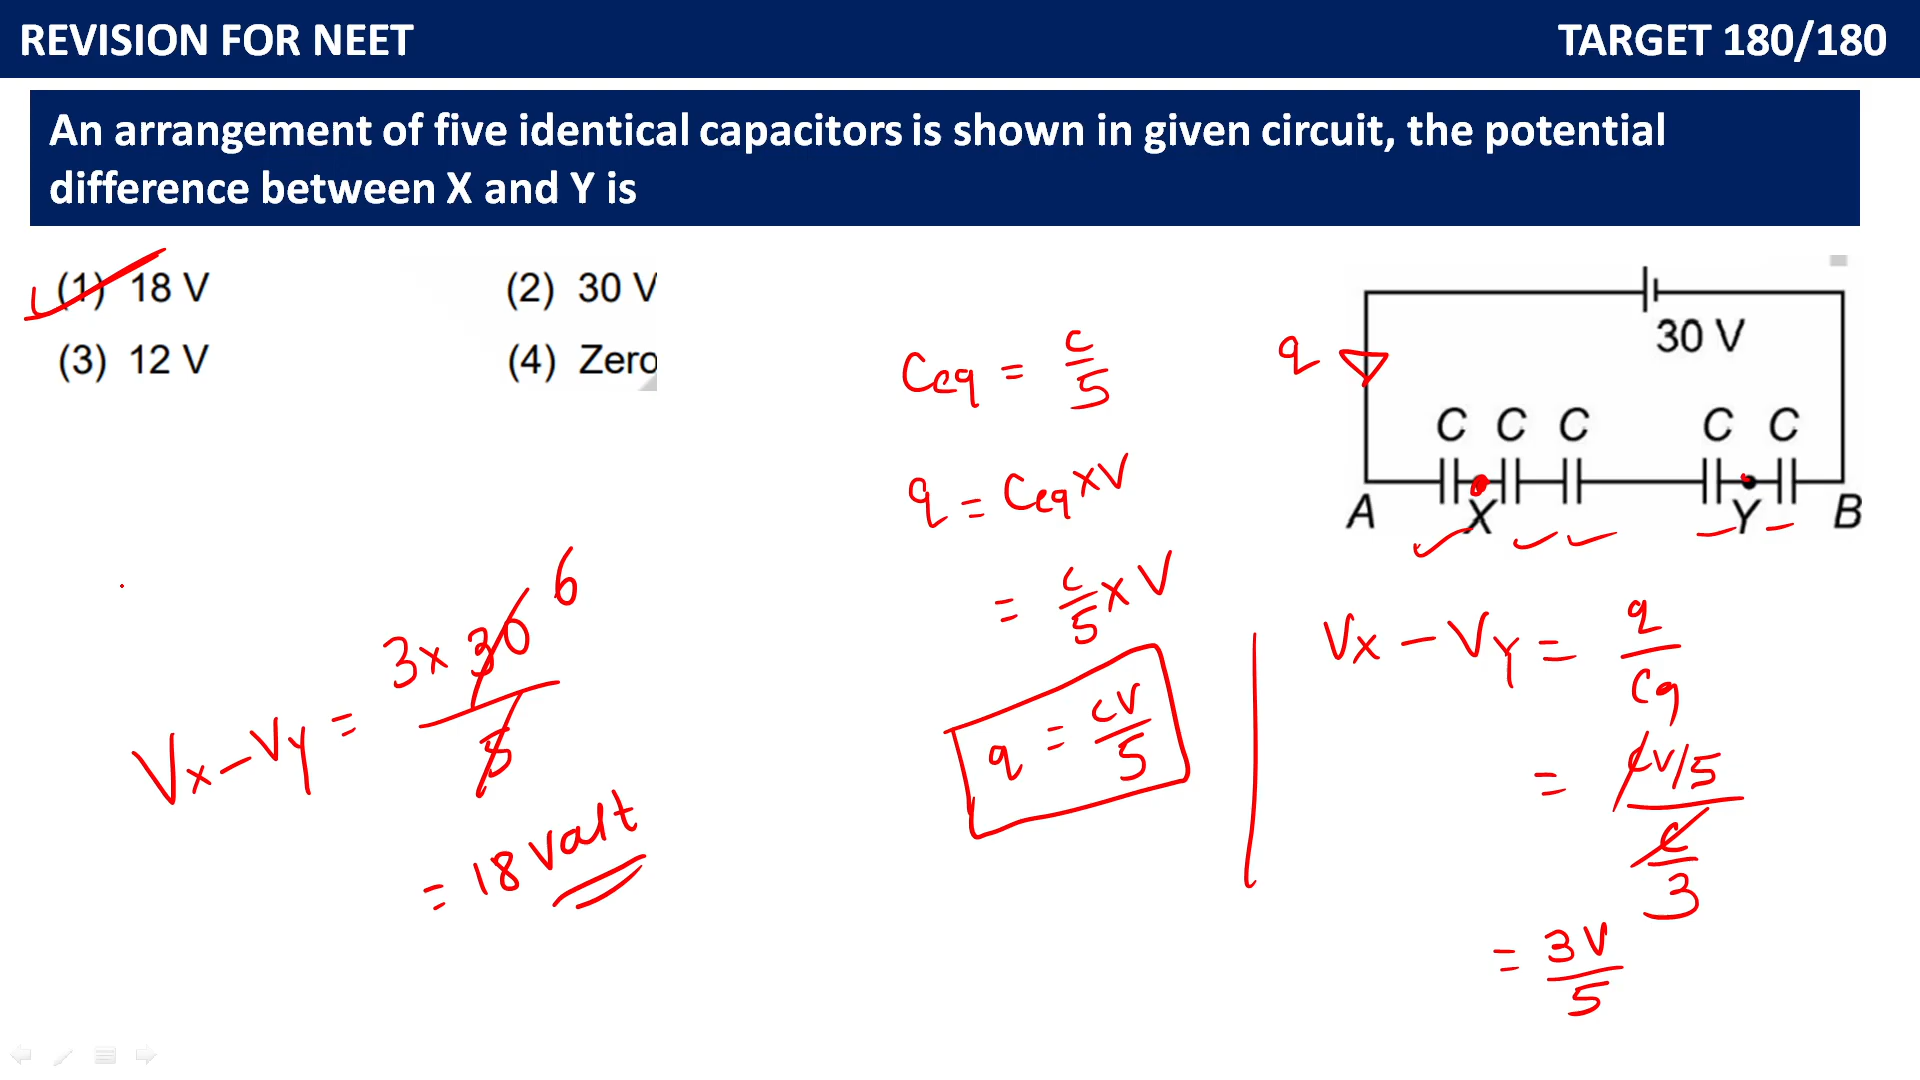 REVISION FOR NEET
TARGET 180/180
An arrangement of five identical capacitors is shown in given circuit, the potential
difference between X and Y is
(1) 18 V
(2) 30 V
(3) 12 V
(4) Zero
30 V
q
C C C C C
A X Y B
Ceq = c/5
q = Ceq x V
= c/5 x V
q = cV/5
Vx - Vy = q/Cq
= cV/5 / c/3
= 3V/5
Vx - Vy = 3 x 30 / 5
6
= 18 Valt